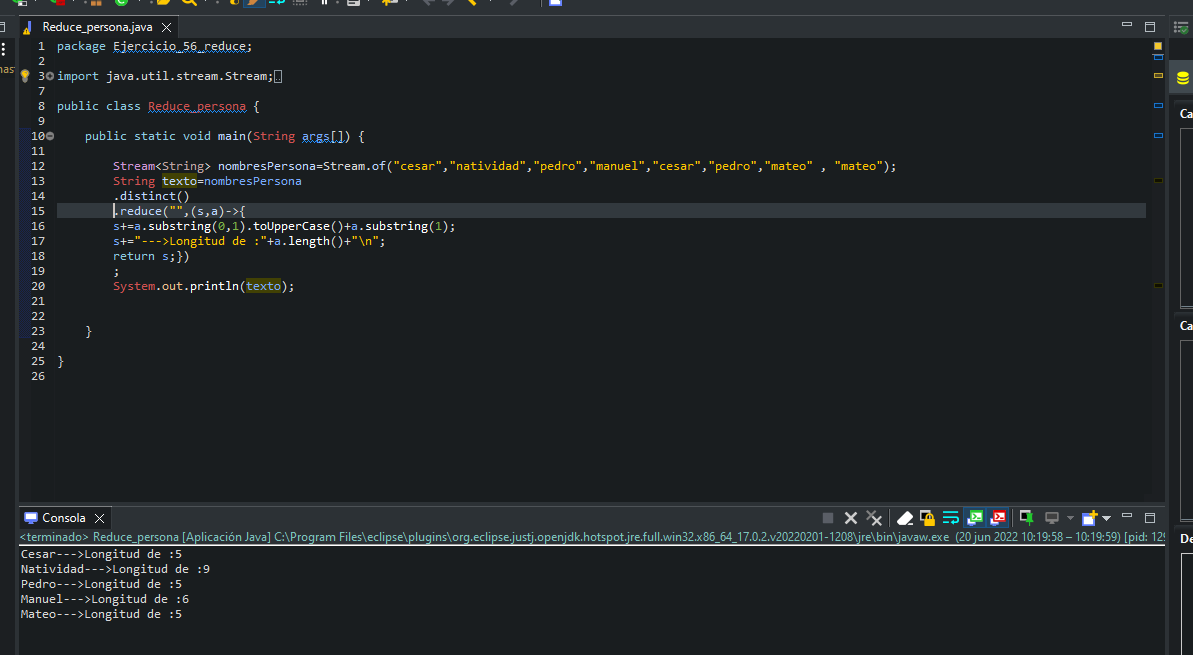 Reduce_persona.java
1 package Ejercicio_56_reduce;
2
3 import java.util.stream.Stream;
7
8 public class Reduce_persona {
9
10 public static void main(String args[]) {
11
12 Stream<String> nombresPersona=Stream.of("cesar","natividad","pedro","manuel","cesar","pedro","mateo" , "mateo");
13 String texto=nombresPersona
14 .distinct()
15 .reduce("",(s,a)->{
16 s+=a.substring(0,1).toUpperCase()+a.substring(1);
17 s+="--->Longitud de :"+a.length()+"\n";
18 return s;})
19 ;
20 System.out.println(texto);
21
22
23 }
24
25 }
26
Consola
<terminado> Reduce_persona [Aplicación Java] C:\Program Files\eclipse\plugins\org.eclipse.justj.openjdk.hotspot.jre.full.win32.x86_64_17.0.2.v20220201-1208\jre\bin\javaw.exe (20 jun 2022 10:19:58 – 10:19:59) [pid: 129
Cesar--->Longitud de :5
Natividad--->Longitud de :9
Pedro--->Longitud de :5
Manuel--->Longitud de :6
Mateo--->Longitud de :5
Ca
Ca
De